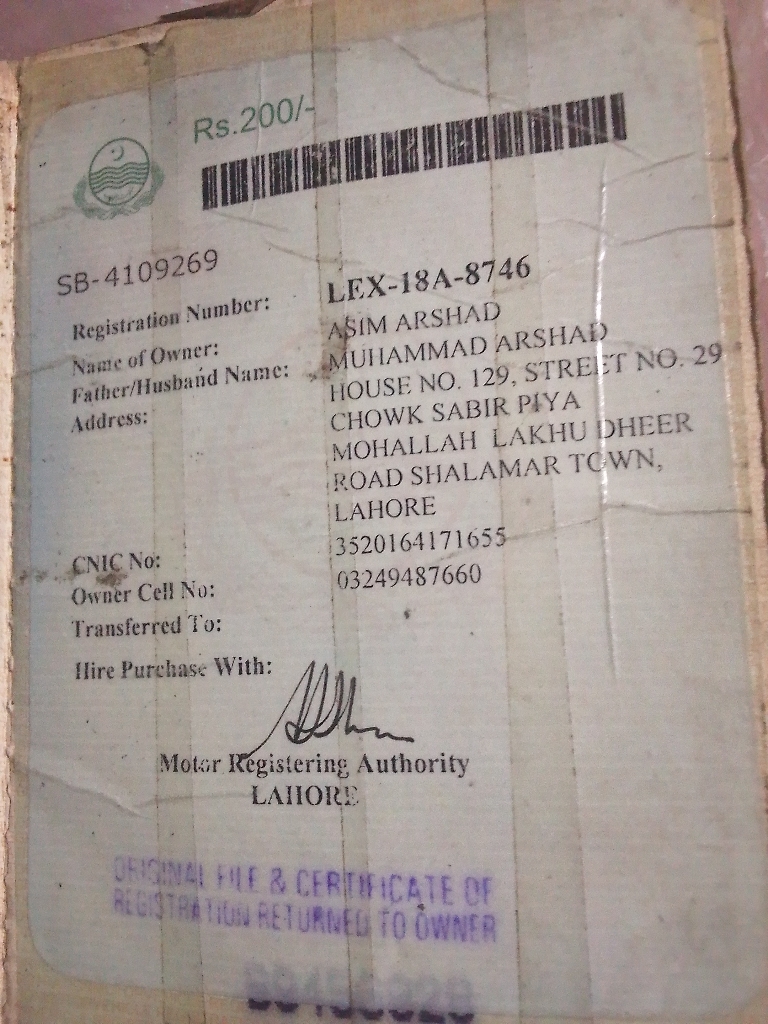 Rs.200/-
SB-4109269
Registration Number: LEX-18A-8746
Name of Owner: ASIM ARSHAD
Father/Husband Name: MUHAMMAD ARSHAD
Address: HOUSE NO. 129, STREET NO. 29
CHOWK SABIR PIYA
MOHALLAH LAKHU DHEER
ROAD SHALAMAR TOWN,
LAHORE
CNIC No: 3520164171655
Owner Cell No: 03249487660
Transferred To:
Hire Purchase With:
Motor Registering Authority
LAHORE
ORIGINAL FILE & CERTIFICATE OF
REGISTRATION RETURNED TO OWNER